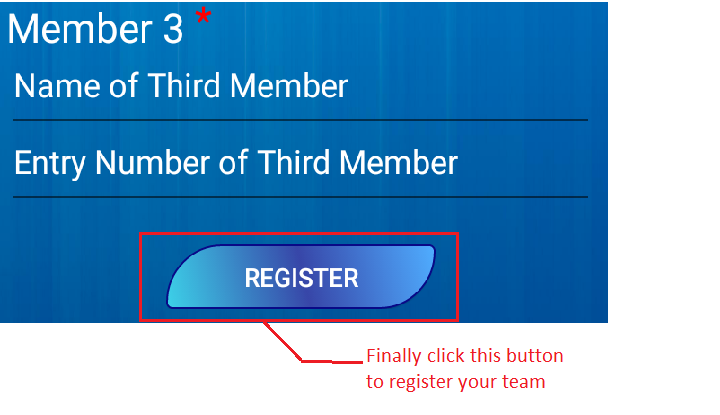 Member 3 *
Name of Third Member
Entry Number of Third Member
REGISTER
Finally click this button
to register your team